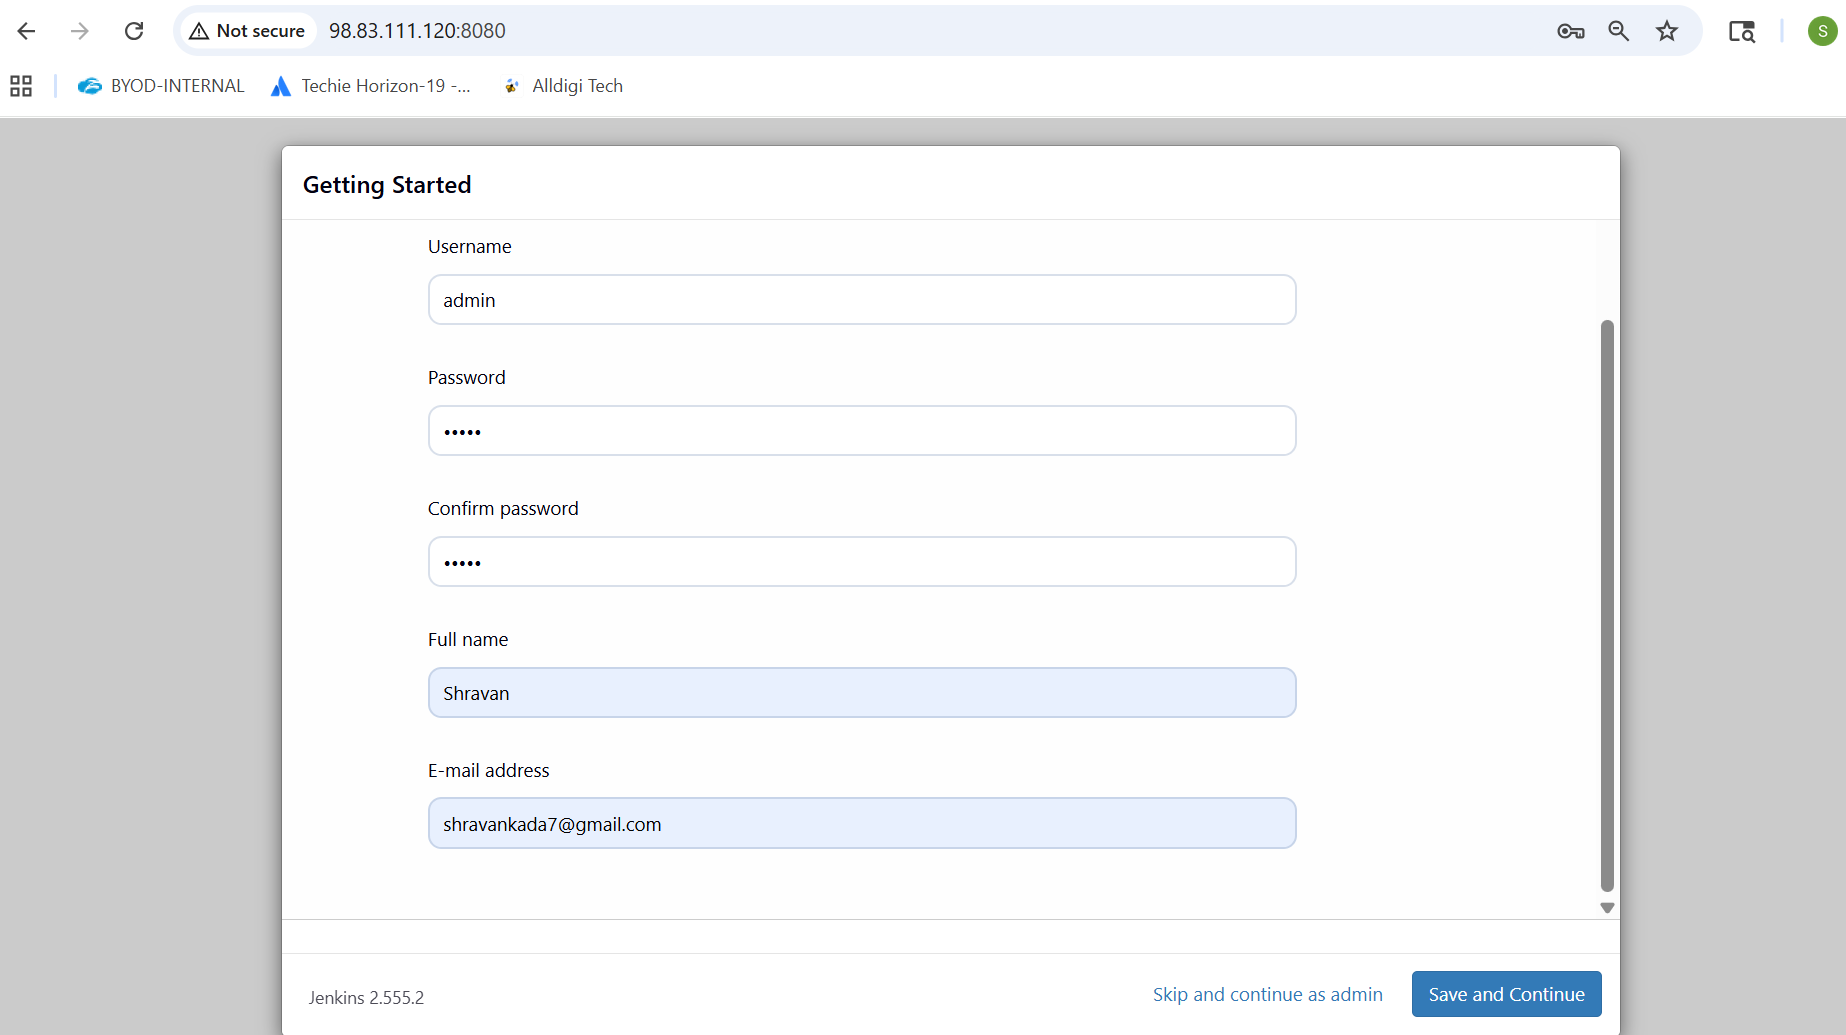 Not secure 98.83.111.120:8080
S
BYOD-INTERNAL Techie Horizon-19 -... Alldigi Tech
Getting Started
Username
admin
Password
•••••
Confirm password
•••••
Full name
Shravan
E-mail address
shravankada7@gmail.com
Jenkins 2.555.2 Skip and continue as admin Save and Continue